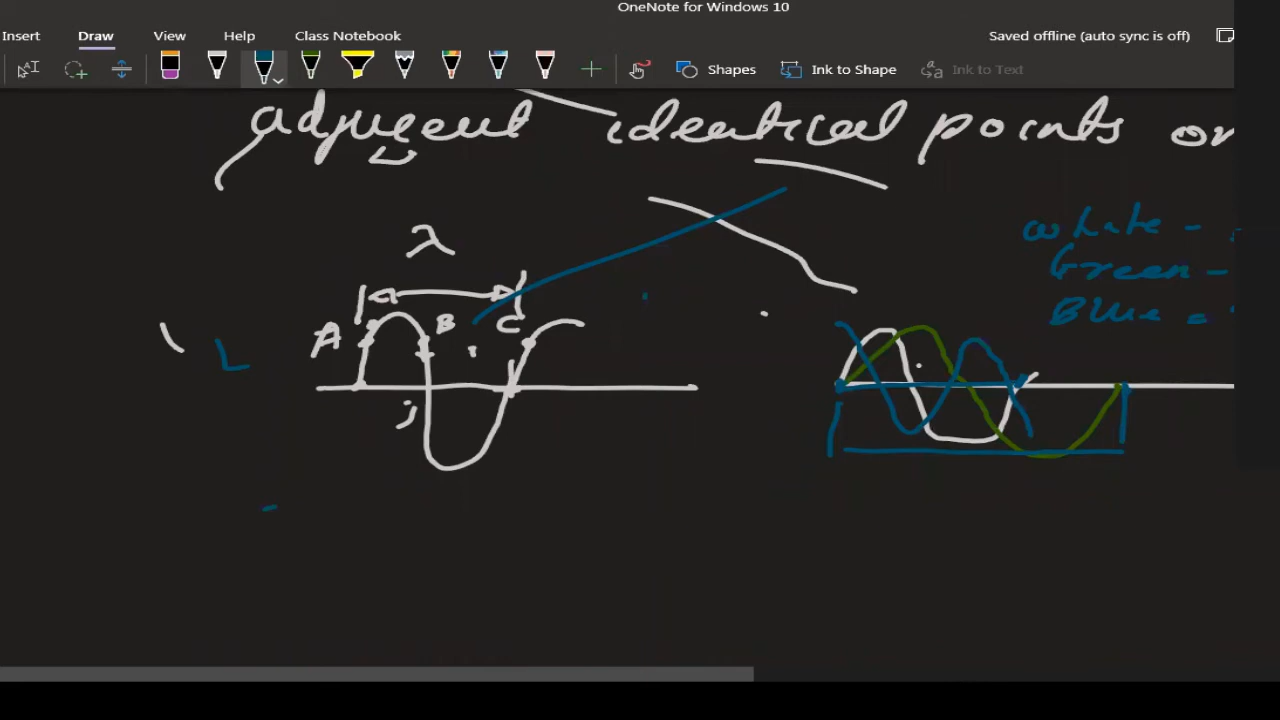 OneNote for Windows 10
Insert Draw View Help Class Notebook Saved offline (auto sync is off)
Shapes Ink to Shape Ink to Text
adjucent identical points or
λ
White -
Green -
Blue =
A B C